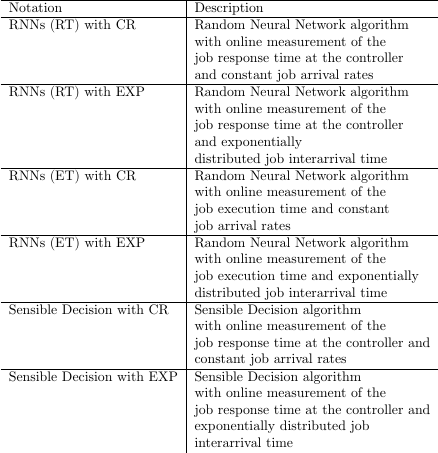 Notation Description
RNNs (RT) with CR Random Neural Network algorithm
with online measurement of the
job response time at the controller
and constant job arrival rates
RNNs (RT) with EXP Random Neural Network algorithm
with online measurement of the
job response time at the controller
and exponentially
distributed job interarrival time
RNNs (ET) with CR Random Neural Network algorithm
with online measurement of the
job execution time and constant
job arrival rates
RNNs (ET) with EXP Random Neural Network algorithm
with online measurement of the
job execution time and exponentially
distributed job interarrival time
Sensible Decision with CR Sensible Decision algorithm
with online measurement of the
job response time at the controller and
constant job arrival rates
Sensible Decision with EXP Sensible Decision algorithm
with online measurement of the
job response time at the controller and
exponentially distributed job
interarrival time